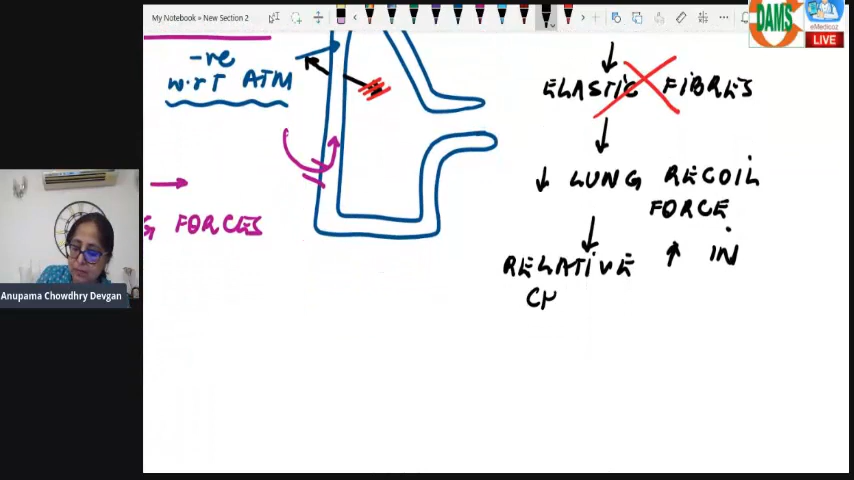 My Notebook > New Section 2
DAMS
eMedicoz
LIVE
-ve
w.r.t ATM
ELASTIC FIBRES
↓ LUNG RECOIL
FORCE
RELATIVE ↑ IN
CH
G FORCES
Anupama Chowdhry Devgan